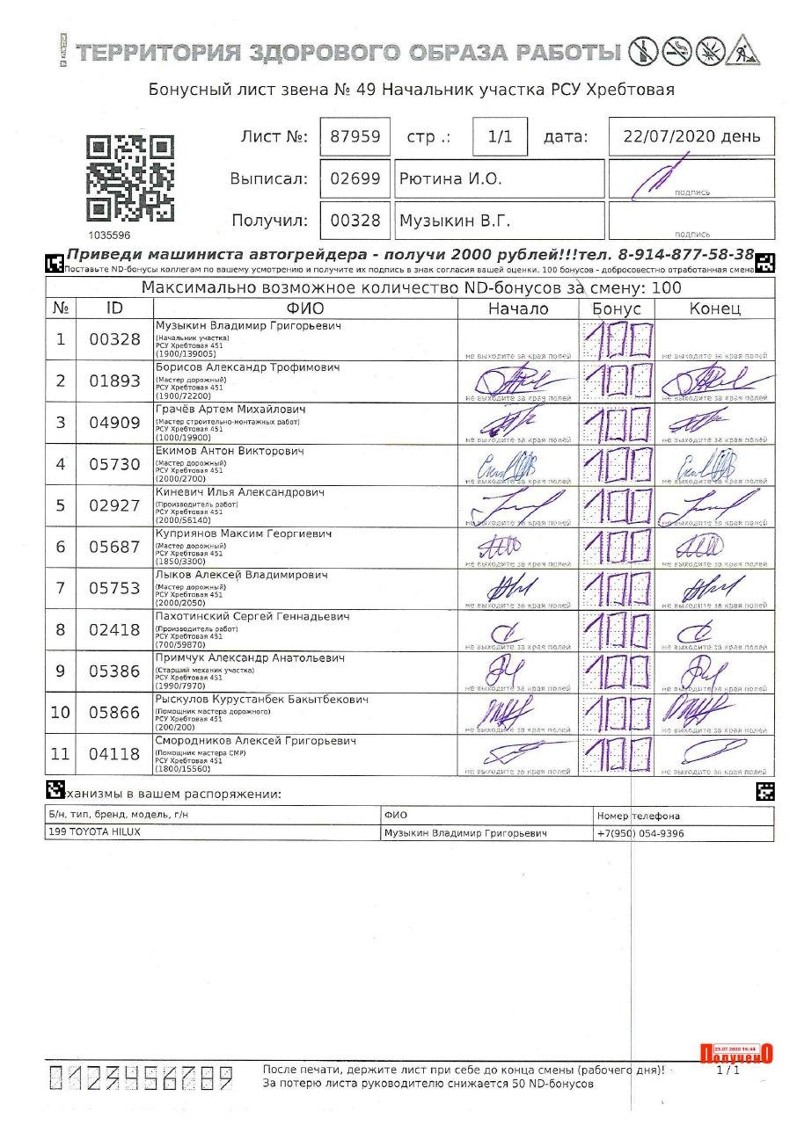 ТЕРРИТОРИЯ ЗДОРОВОГО ОБРАЗА РАБОТЫ
Бонусный лист звена № 49 Начальник участка РСУ Хребтовая
Лист №: 87959 стр .: 1/1 дата: 22/07/2020 день
Выписал: 02699 Рютина И.О. подпись
Получил: 00328 Музыкин В.Г. подпись
1035596
Приведи машиниста автогрейдера - получи 2000 рублей!!!тел. 8-914-877-58-38
Поставьте ND-бонусы коллегам по вашему усмотрению и получите их подпись в знак согласия вашей оценки. 100 бонусов - добросовестно отработанная смена
Максимально возможное количество ND-бонусов за смену: 100
№ ID ФИО Начало Бонус Конец
1 00328 Музыкин Владимир Григорьевич 100
(Начальник участка)
РСУ Хребтовая 451
(1900/139005) не выходите за края полей не выходите за края полей
2 01893 Борисов Александр Трофимович 100
(Мастер дорожный)
РСУ Хребтовая 451
(1900/72200) не выходите за края полей не выходите за края полей
3 04909 Грачёв Артем Михайлович 100
(Мастер строительно-монтажных работ)
РСУ Хребтовая 451
(1000/19900) не выходите за края полей не выходите за края полей
4 05730 Екимов Антон Викторович 100
(Мастер дорожный)
РСУ Хребтовая 451
(2000/2700) не выходите за края полей не выходите за края полей
5 02927 Киневич Илья Александрович 100
(Производитель работ)
РСУ Хребтовая 451
(2000/56140) не выходите за края полей не выходите за края полей
6 05687 Куприянов Максим Георгиевич 100
(Мастер дорожный)
РСУ Хребтовая 451
(1850/3300) не выходите за края полей не выходите за края полей
7 05753 Лыков Алексей Владимирович 100
(Мастер дорожный)
РСУ Хребтовая 451
(2000/2050) не выходите за края полей не выходите за края полей
8 02418 Пахотинский Сергей Геннадьевич 100
(Производитель работ)
РСУ Хребтовая 451
(700/59870) не выходите за края полей не выходите за края полей
9 05386 Примчук Александр Анатольевич 100
(Старший механик участка)
РСУ Хребтовая 451
(1990/7970) не выходите за края полей не выходите за края полей
10 05866 Рыскулов Курустанбек Бакытбекович 100
(Помощник мастера дорожного)
РСУ Хребтовая 451
(200/200) не выходите за края полей не выходите за края полей
11 04118 Смородников Алексей Григорьевич 100
(Помощник мастера СМР)
РСУ Хребтовая 451
(1800/15560) не выходите за края полей не выходите за края полей
ханизмы в вашем распоряжении:
Б/н, тип, бренд, модель, г/н ФИО Номер телефона
199 TOYOTA HILUX Музыкин Владимир Григорьевич +7(950) 054-9396
ПолученО
0123456789
После печати, держите лист при себе до конца смены (рабочего дня)! 1 / 1
За потерю листа руководителю снижается 50 ND-бонусов